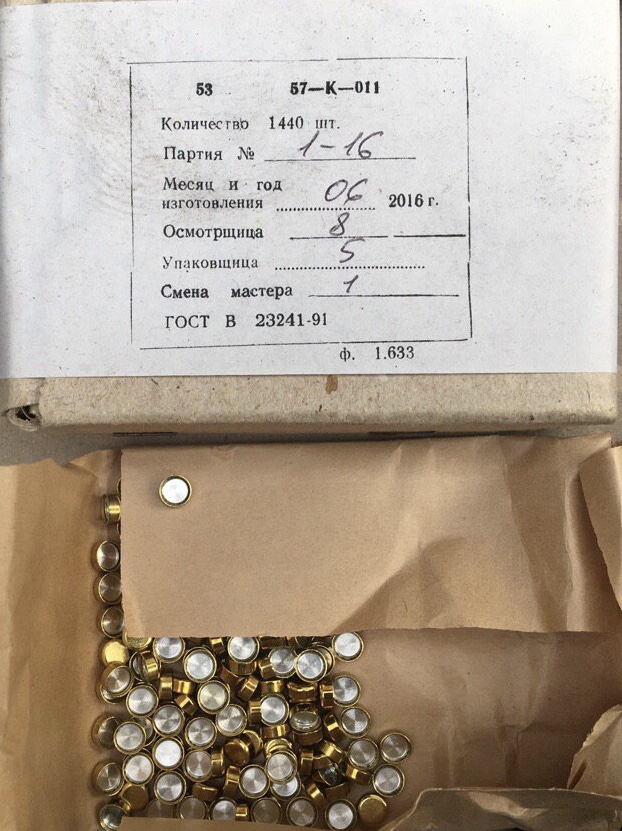 53 57—К—011
Количество 1440 шт.
Партия № 1-16
Месяц и год
изготовления 06 2016 г.
Осмотрщица 8
Упаковщица 5
Смена мастера 1
ГОСТ В 23241-91
ф. 1.633